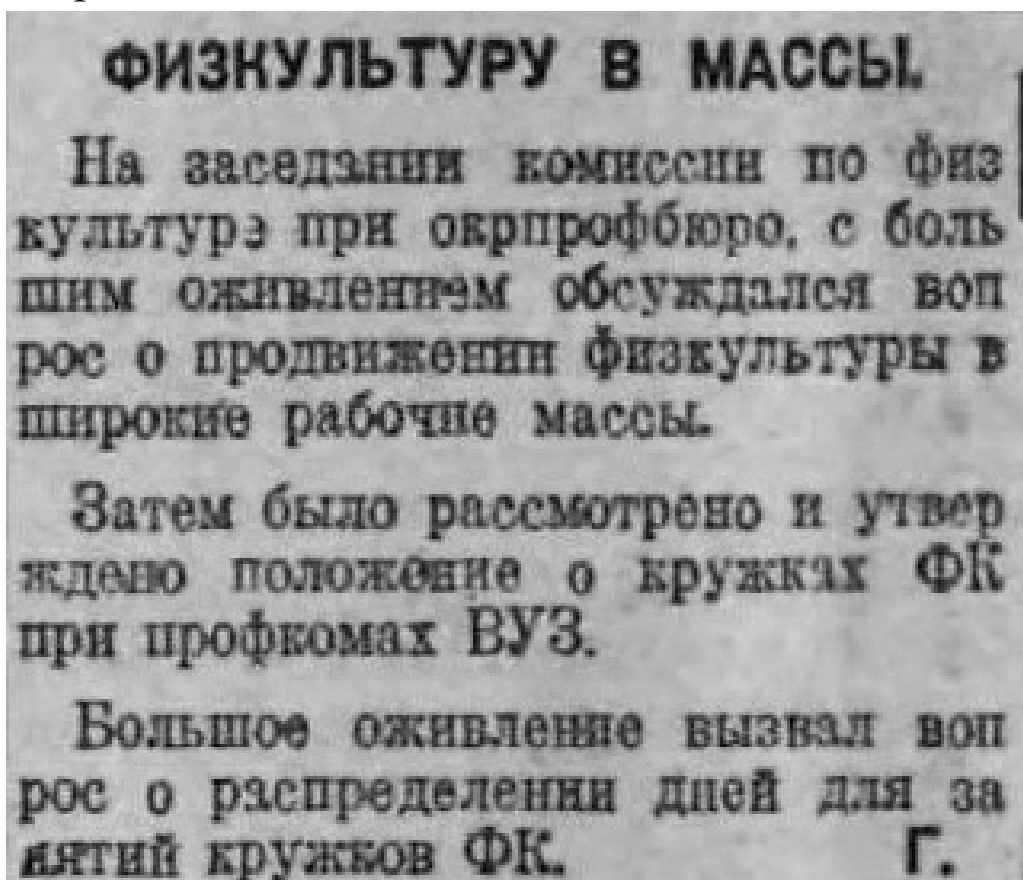 ФИЗКУЛЬТУРУ В МАССЫ.
На заседании комиссии по физ
культуре при окрпрофбюро, с боль
шим оживлением обсуждался воп
рос о продвижении физкультуры в
широкие рабочие массы.
Затем было рассмотрено и утвер
ждено положение о кружках ФК
при профкомах ВУЗ.
Большое оживление вызвал воп
рос о распределении дней для за
нятий кружков ФК. Г.